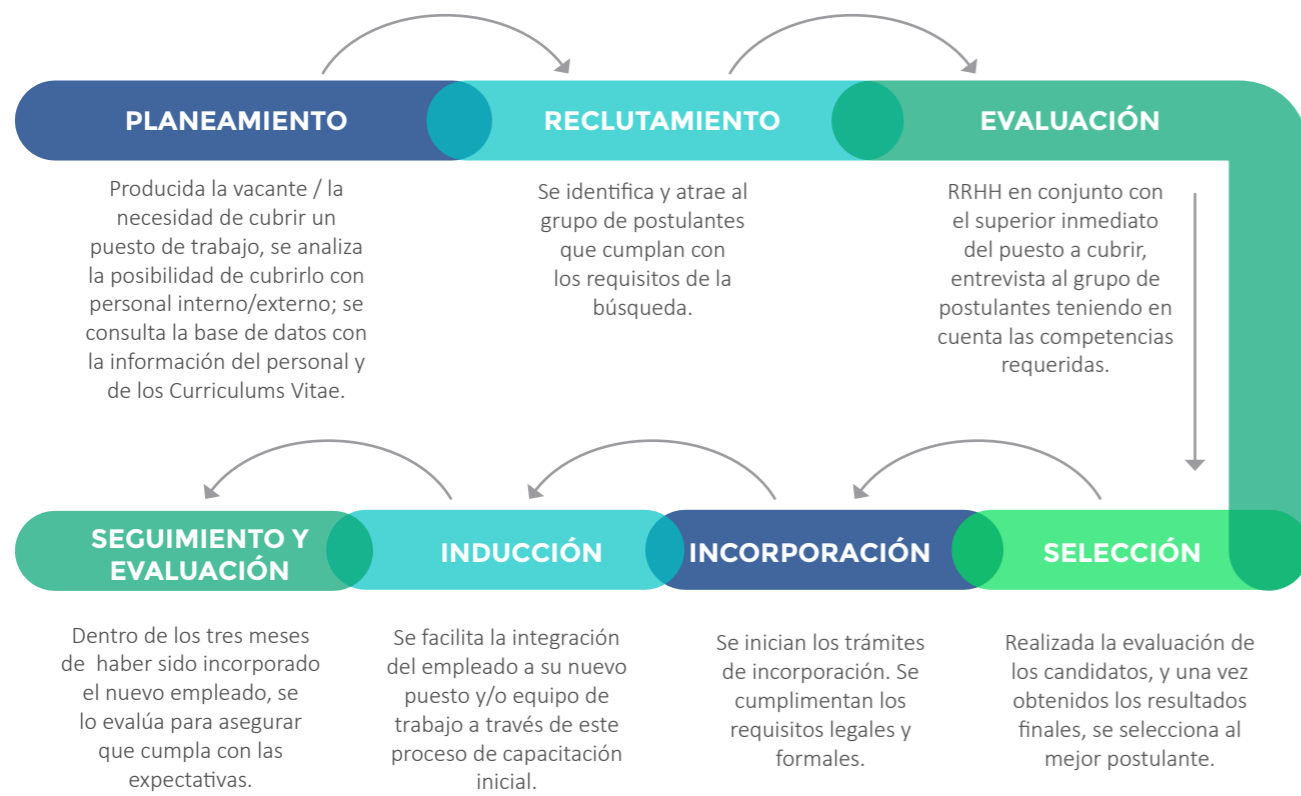 PLANEAMIENTO
Producida la vacante / la
necesidad de cubrir un
puesto de trabajo, se analiza
la posibilidad de cubrirlo con
personal interno/externo; se
consulta la base de datos con
la información del personal y
de los Curriculums Vitae.
RECLUTAMIENTO
Se identifica y atrae al
grupo de postulantes
que cumplan con
los requisitos de la
búsqueda.
EVALUACIÓN
RRHH en conjunto con
el superior inmediato
del puesto a cubrir,
entrevista al grupo de
postulantes teniendo en
cuenta las competencias
requeridas.
SELECCIÓN
Realizada la evaluación de
los candidatos, y una vez
obtenidos los resultados
finales, se selecciona al
mejor postulante.
INCORPORACIÓN
Se inician los trámites
de incorporación. Se
cumplimentan los
requisitos legales y
formales.
INDUCCIÓN
Se facilita la integración
del empleado a su nuevo
puesto y/o equipo de
trabajo a través de este
proceso de capacitación
inicial.
SEGUIMIENTO Y
EVALUACIÓN
Dentro de los tres meses
de haber sido incorporado
el nuevo empleado, se
lo evalúa para asegurar
que cumpla con las
expectativas.